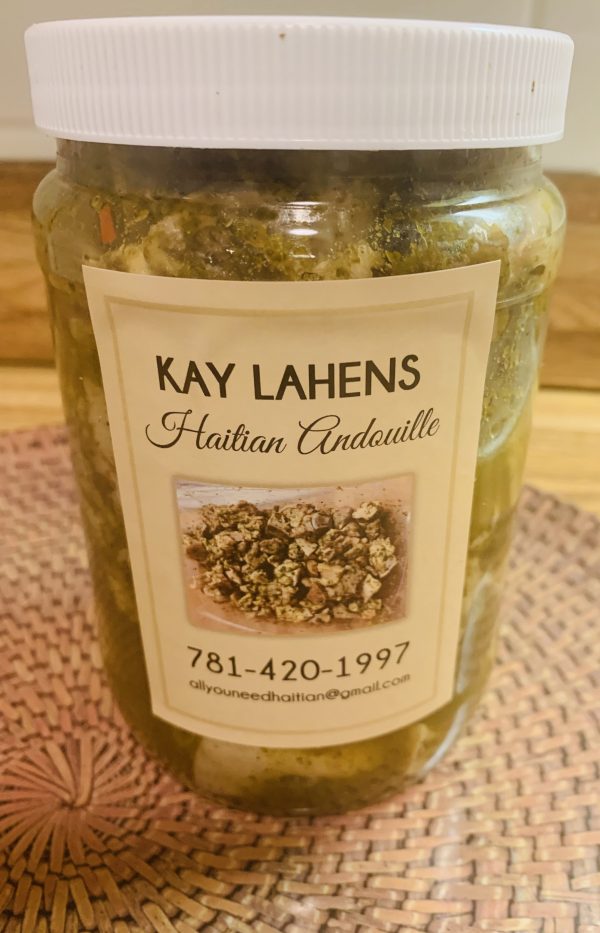 KAY LAHENS
Haitian Andouille
781-420-1997
allyouneedhaitian@gmail.com